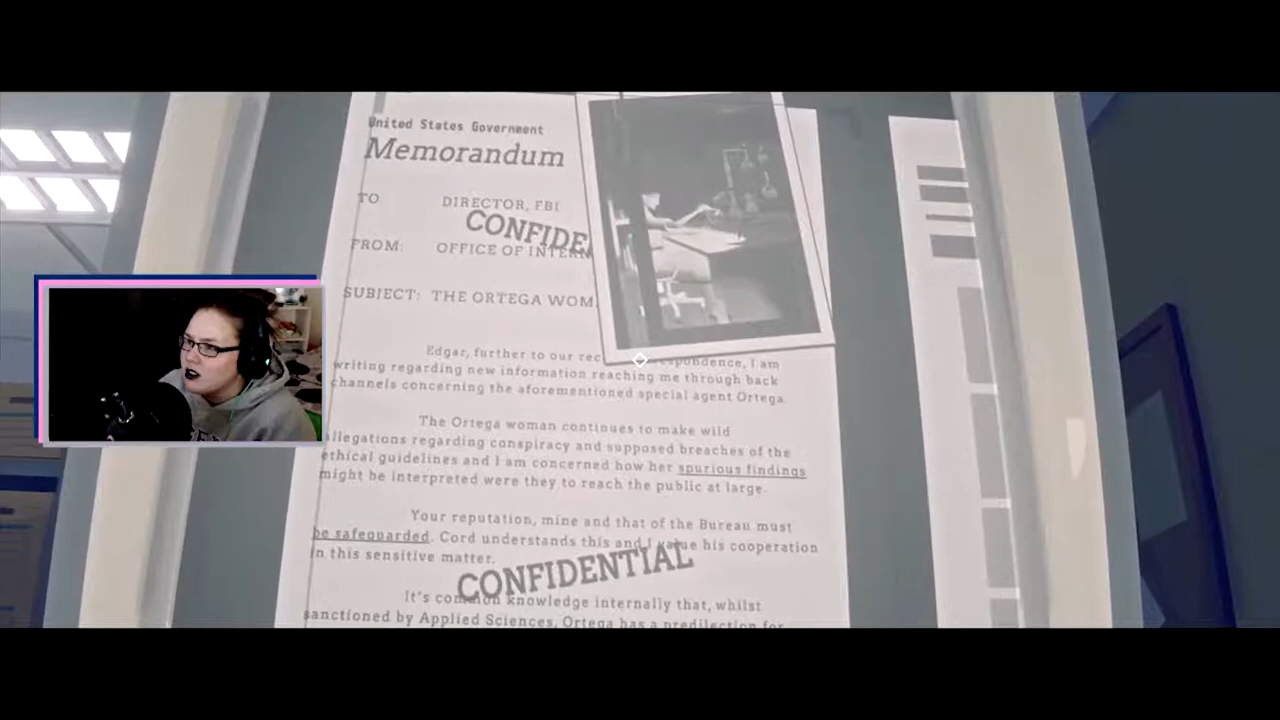 United States Government
Memorandum
TO DIRECTOR, FBI
CONFIDE
FROM: OFFICE OF INTERN
SUBJECT: THE ORTEGA WOM
Edgar, further to our rec spondence, I am
writing regarding new information reaching me through back
channels concerning the aforementioned special agent Ortega.
The Ortega woman continues to make wild
allegations regarding conspiracy and supposed breaches of the
ethical guidelines and I am concerned how her spurious findings
might be interpreted were they to reach the public at large.
Your reputation, mine and that of the Bureau must
be safeguarded. Cord understands this and I value his cooperation
in this sensitive matter.
CONFIDENTIAL
It's common knowledge internally that, whilst
sanctioned by Applied Sciences, Ortega has a predilection for